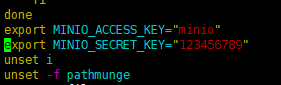 done
export MINIO_ACCESS_KEY="minio"
export MINIO_SECRET_KEY="123456789"
unset i
unset -f pathmunge